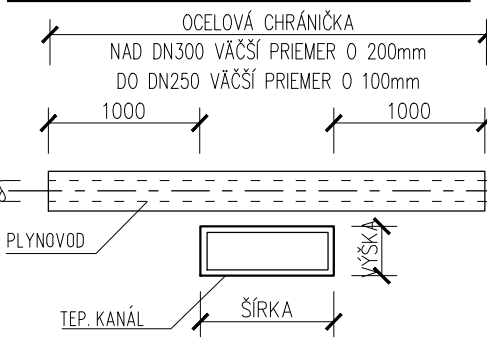 OCELOVÁ CHRÁNIČKA
NAD DN300 VÄČŠÍ PRIEMER O 200mm
DO DN250 VÄČŠÍ PRIEMER O 100mm
1000 1000
PLYNOVOD
VÝŠKA
ŠÍRKA
TEP. KANÁL